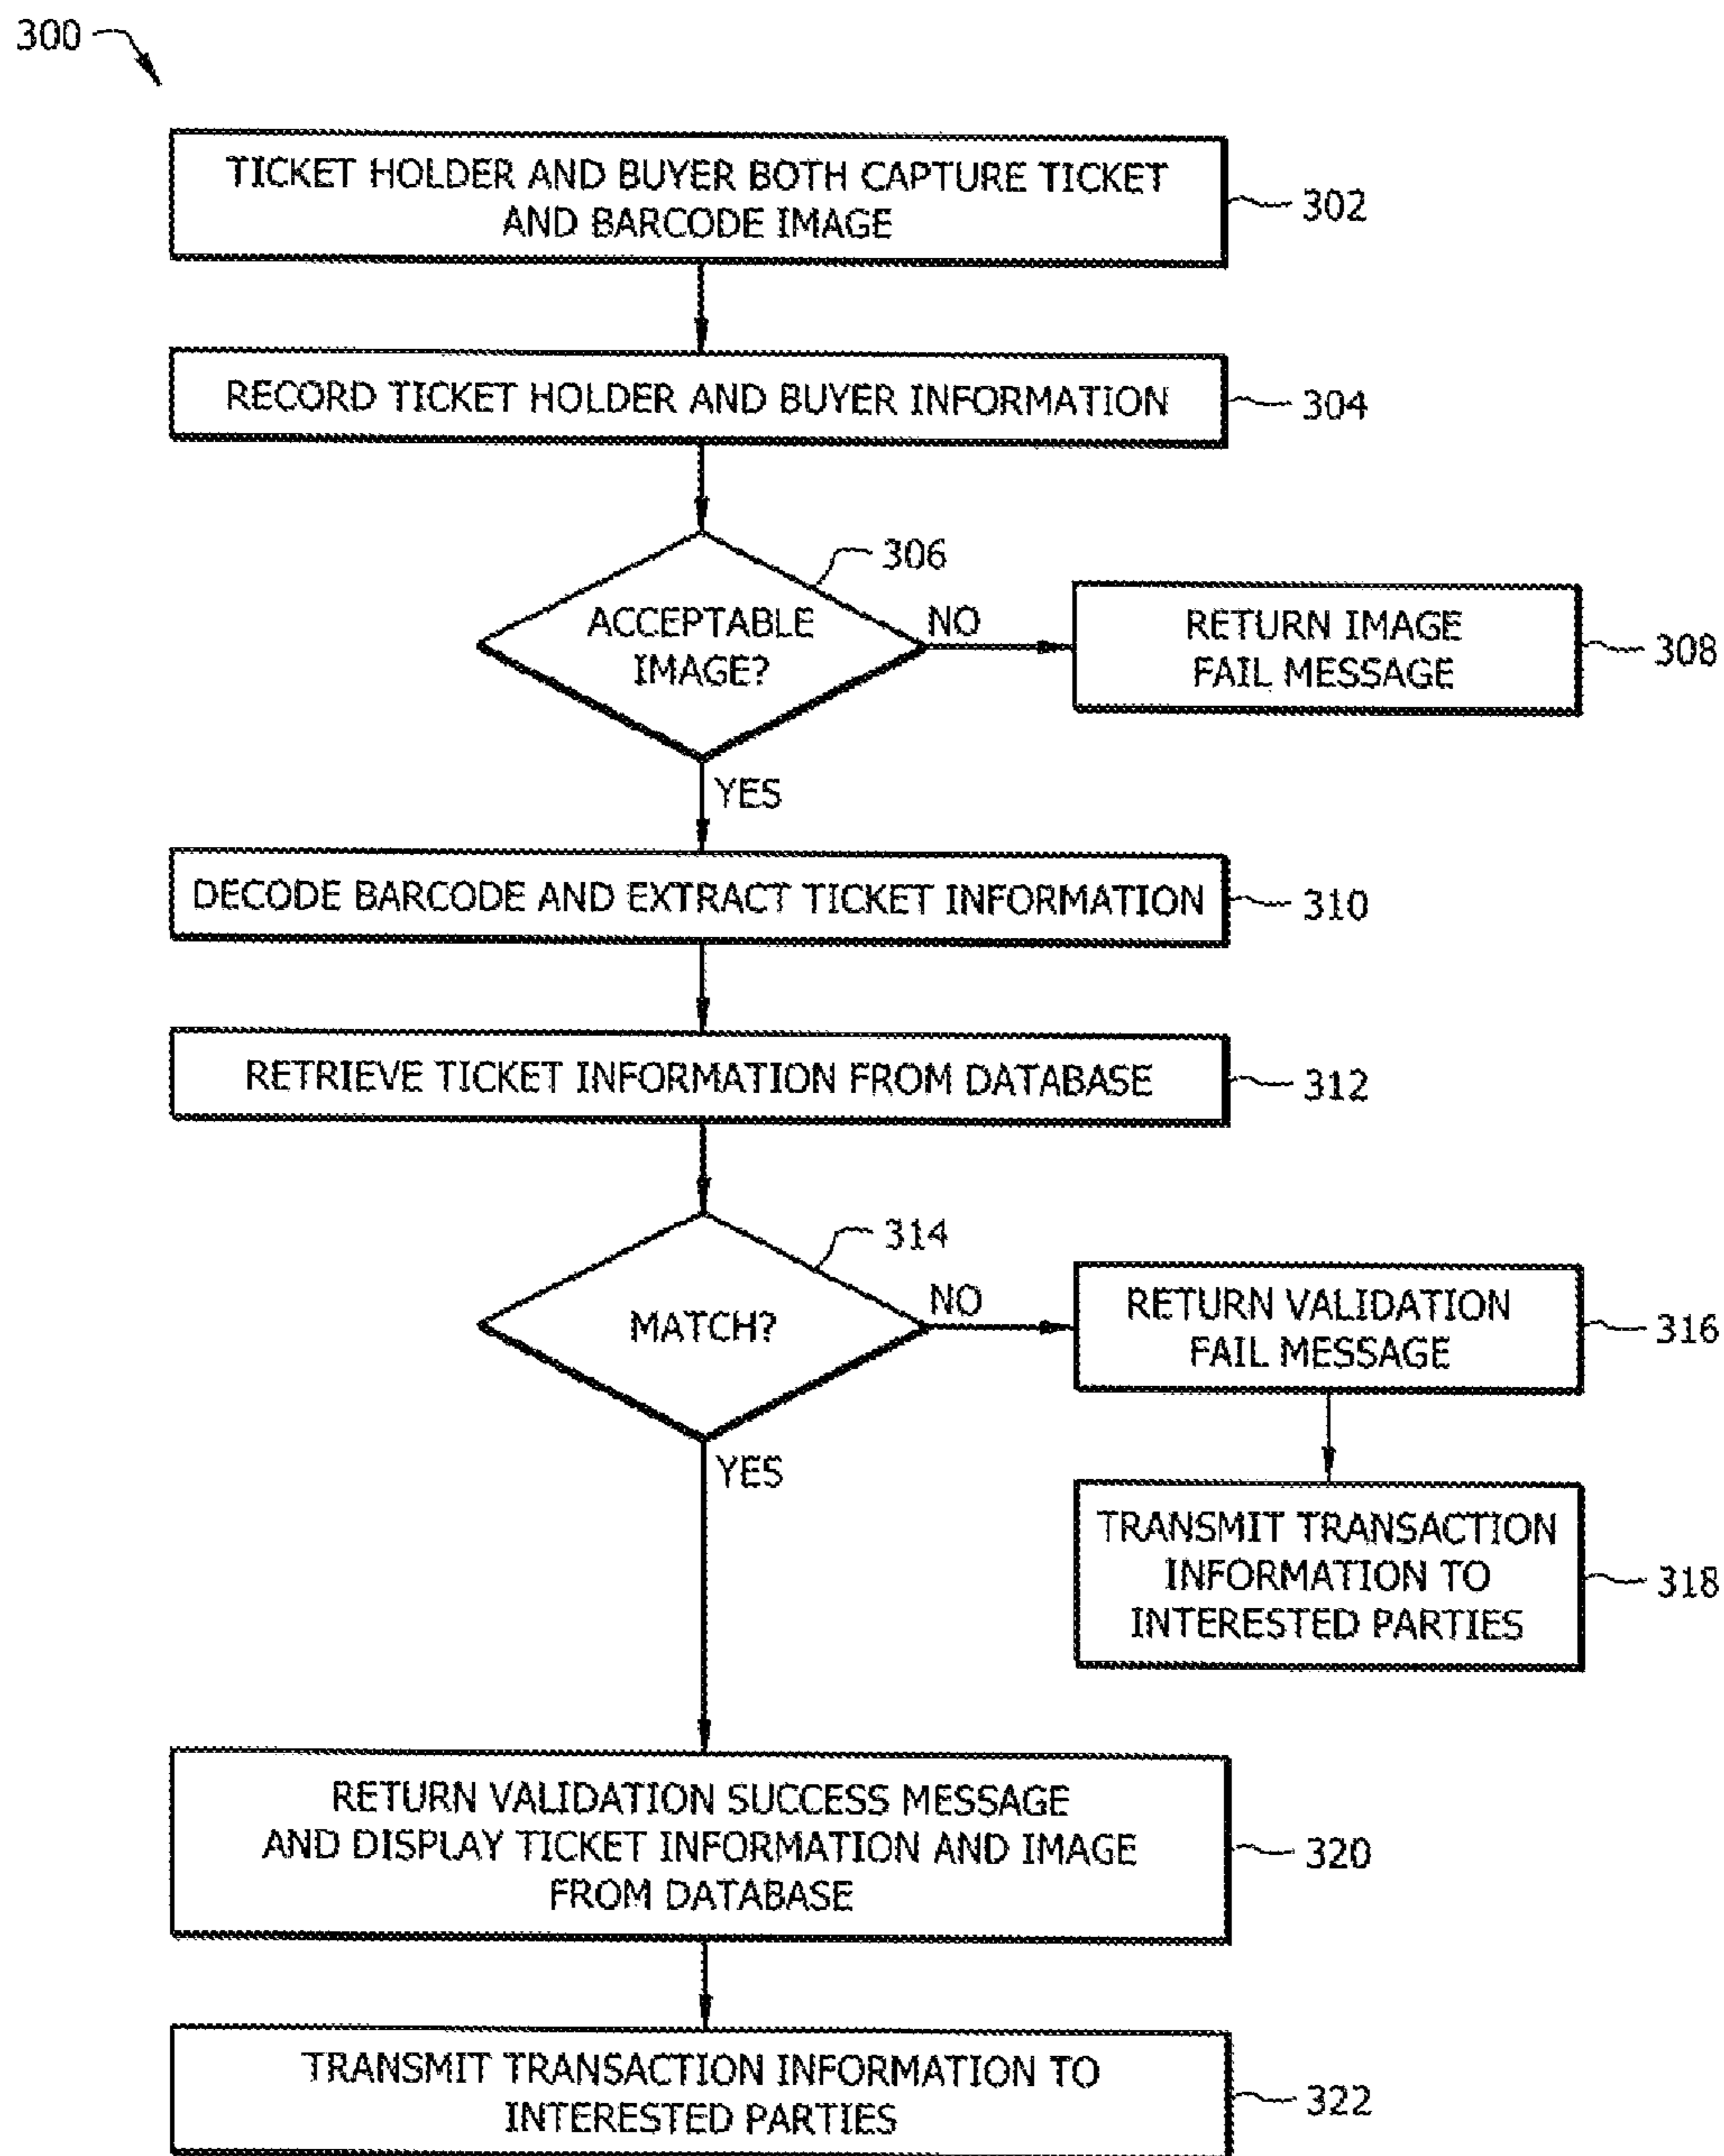 300
TICKET HOLDER AND BUYER BOTH CAPTURE TICKET
AND BARCODE IMAGE
302
RECORD TICKET HOLDER AND BUYER INFORMATION
304
306
ACCEPTABLE
IMAGE?
NO
RETURN IMAGE
FAIL MESSAGE
308
YES
DECODE BARCODE AND EXTRACT TICKET INFORMATION
310
RETRIEVE TICKET INFORMATION FROM DATABASE
312
314
MATCH?
NO
RETURN VALIDATION
FAIL MESSAGE
316
YES
TRANSMIT TRANSACTION
INFORMATION TO
INTERESTED PARTIES
318
RETURN VALIDATION SUCCESS MESSAGE
AND DISPLAY TICKET INFORMATION AND IMAGE
FROM DATABASE
320
TRANSMIT TRANSACTION INFORMATION TO
INTERESTED PARTIES
322